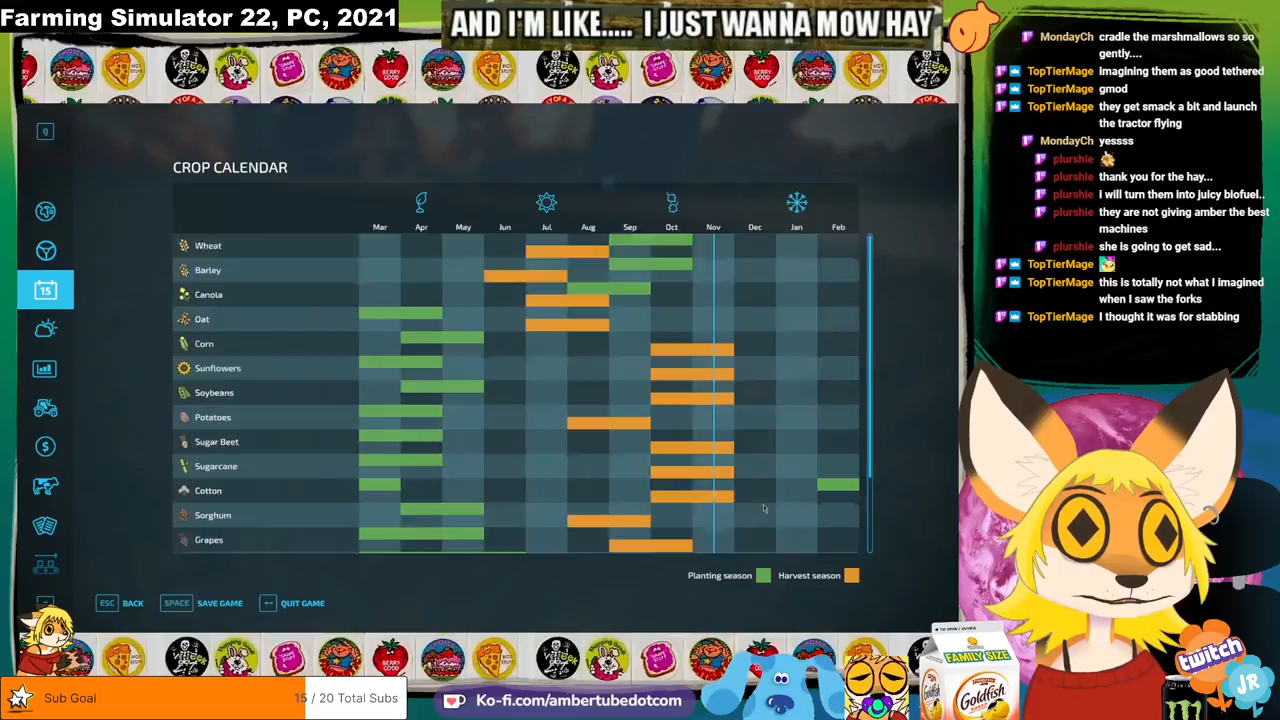 Farming Simulator 22, PC, 2021
AND I'M LIKE..... I JUST WANNA MOW HAY
Q
CROP CALENDAR
Mar Apr May Jun Jul Aug Sep Oct Nov Dec Jan Feb
15
Wheat
Barley
Canola
Oat
Corn
Sunflowers
Soybeans
Potatoes
Sugar Beet
Sugarcane
Cotton
Sorghum
Grapes
Planting season
Harvest season
ESC BACK
SPACE SAVE GAME
QUIT GAME
MondayCh cradle the marshmallows so so
gently....
TopTierMage imagining them as good tethered
TopTierMage gmod
TopTierMage they get smack a bit and launch
the tractor flying
MondayCh yessss
plurshie
plurshie thank you for the hay...
plurshie i will turn them into juicy biofuel..
plurshie they are not giving amber the best
machines
plurshie she is going to get sad...
TopTierMage
TopTierMage this is totally not what I imagined
when I saw the forks
TopTierMage I thought it was for stabbing
Sub Goal
15 / 20 Total Subs
Ko-fi.com/ambertubedotcom
FAMILY SIZE
Goldfish
twitch
JR